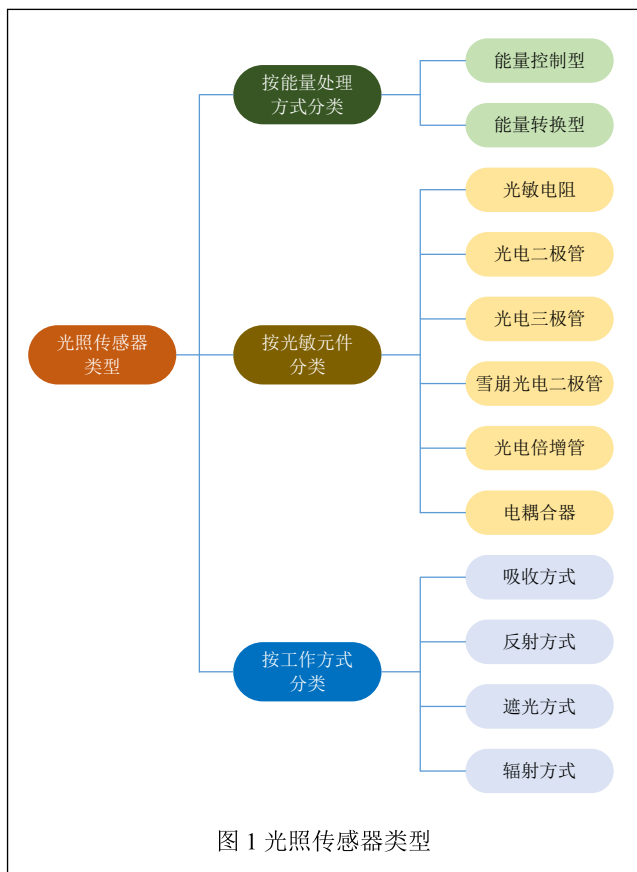 光照传感器
类型
按能量处理
方式分类
能量控制型
能量转换型
按光敏元件
分类
光敏电阻
光电二极管
光电三极管
雪崩光电二极管
光电倍增管
电耦合器
按工作方式
分类
吸收方式
反射方式
遮光方式
辐射方式
图 1 光照传感器类型